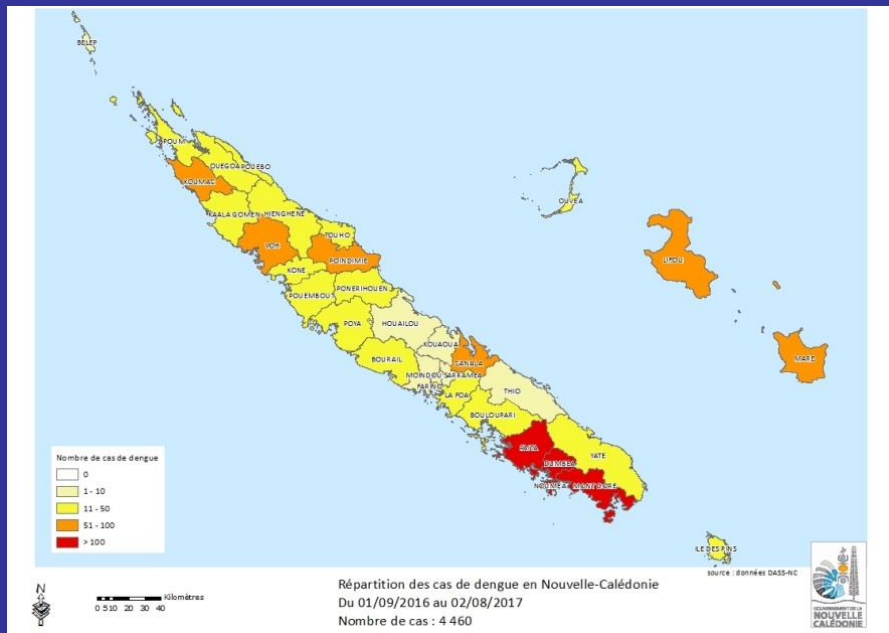 BELEP
POUM
OUEGOA
POUEBO
KOUMAC
KAALA GOMEN
HIENGHENE
OUVEA
TOUHO
VOH
POINDIMIE
LIFOU
KONE
PONERIHOUEN
POUEMBOUT
HOUAILOU
POYA
KOUAOUA
MARE
BOURAIL
CANALA
MOINDOU
SARRAMEA
FARINO
THIO
LA FOA
BOULOUPARI
PAITA
YATE
DUMBEA
NOUMEA
MONT DORE
ILE DES PINS
Nombre de cas de dengue
0
1 - 10
11 - 50
51 - 100
> 100
source : données DASS-NC
N
0 5 10 20 30 40
Kilomètres
Répartition des cas de dengue en Nouvelle-Calédonie
Du 01/09/2016 au 02/08/2017
Nombre de cas : 4 460
GOUVERNEMENT DE LA
NOUVELLE
CALÉDONIE